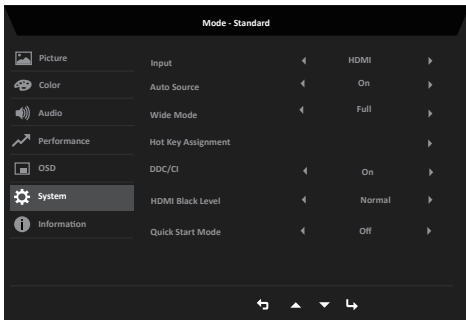 Mode - Standard
Picture
Color
Audio
Performance
OSD
System
Information
Input HDMI
Auto Source On
Wide Mode Full
Hot Key Assignment
DDC/CI On
HDMI Black Level Normal
Quick Start Mode Off